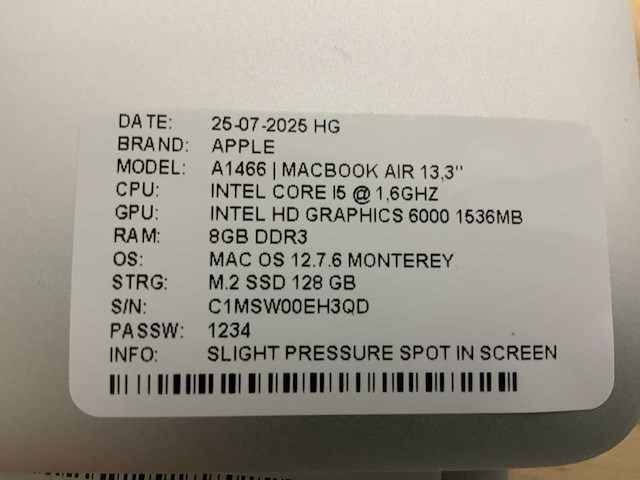 DATE: 25-07-2025 HG
BRAND: APPLE
MODEL: A1466 | MACBOOK AIR 13,3"
CPU: INTEL CORE I5 @ 1,6GHZ
GPU: INTEL HD GRAPHICS 6000 1536MB
RAM: 8GB DDR3
OS: MAC OS 12.7.6 MONTEREY
STRG: M.2 SSD 128 GB
S/N: C1MSW00EH3QD
PASSW: 1234
INFO: SLIGHT PRESSURE SPOT IN SCREEN